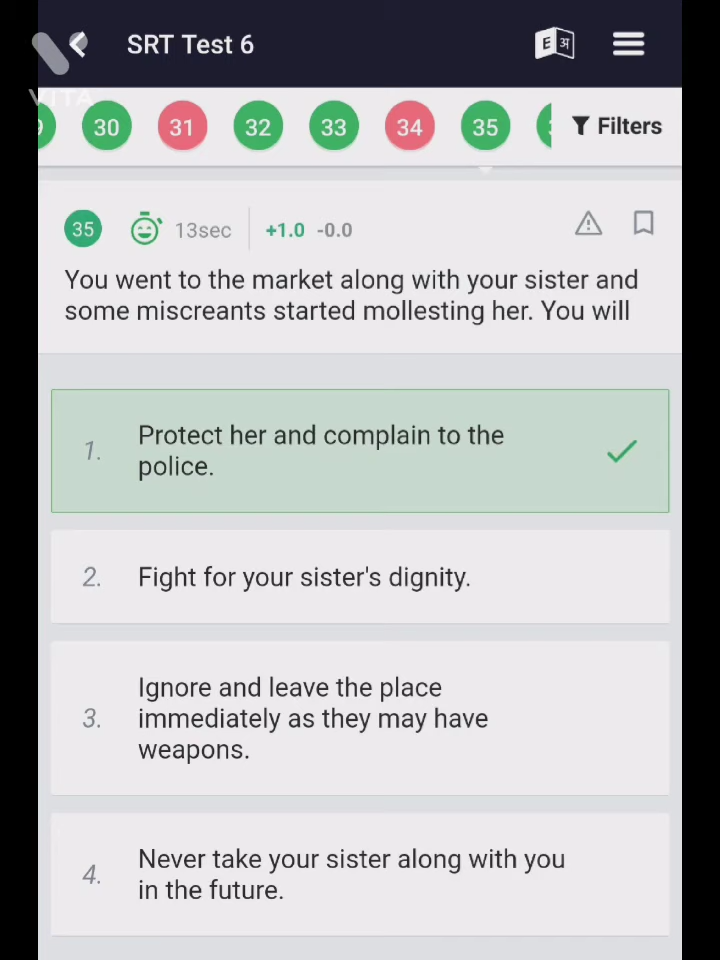 SRT Test 6
E अ
VITA
30 31 32 33 34 35 Filters
35 13sec +1.0 -0.0
You went to the market along with your sister and
some miscreants started mollesting her. You will
1. Protect her and complain to the
police.
2. Fight for your sister's dignity.
3. Ignore and leave the place
immediately as they may have
weapons.
4. Never take your sister along with you
in the future.